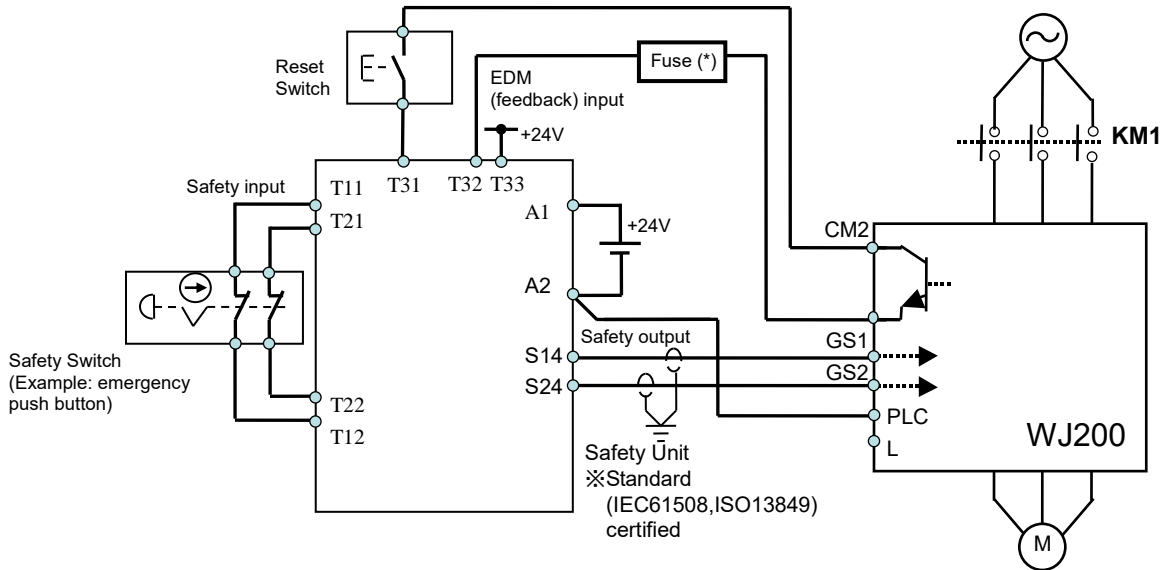 Reset
Switch
EDM
(feedback) input
+24V
Fuse (*)
KM1
Safety input
T11
T21
T31
T32
T33
A1
+24V
A2
CM2
Safety output
GS1
GS2
S14
S24
PLC
L
WJ200
Safety Switch
(Example: emergency
push button)
T22
T12
Safety Unit
※Standard
(IEC61508,ISO13849)
certified
M